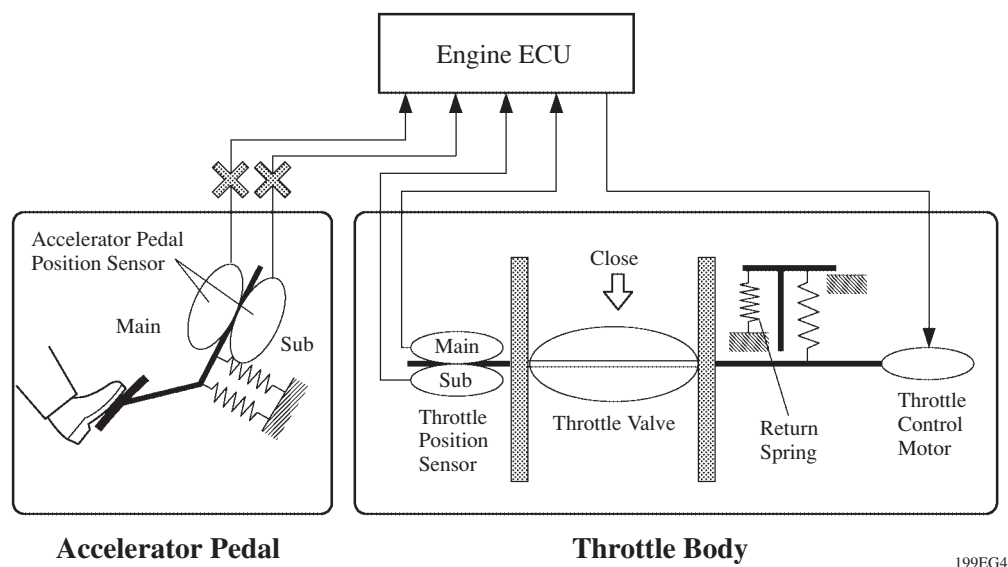 Engine ECU
Accelerator Pedal
Position Sensor
Main
Sub
Close
Main
Sub
Throttle
Position
Sensor
Throttle Valve
Return
Spring
Throttle
Control
Motor
Accelerator Pedal
Throttle Body
199EG4